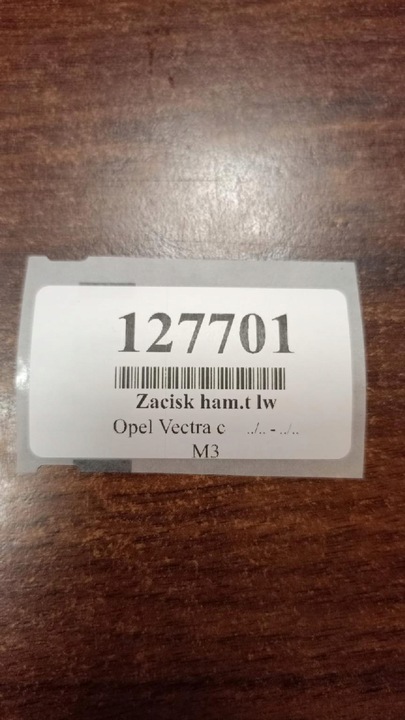 127701
Zacisk ham.t lw
Opel Vectra c ../.. - ../..
M3